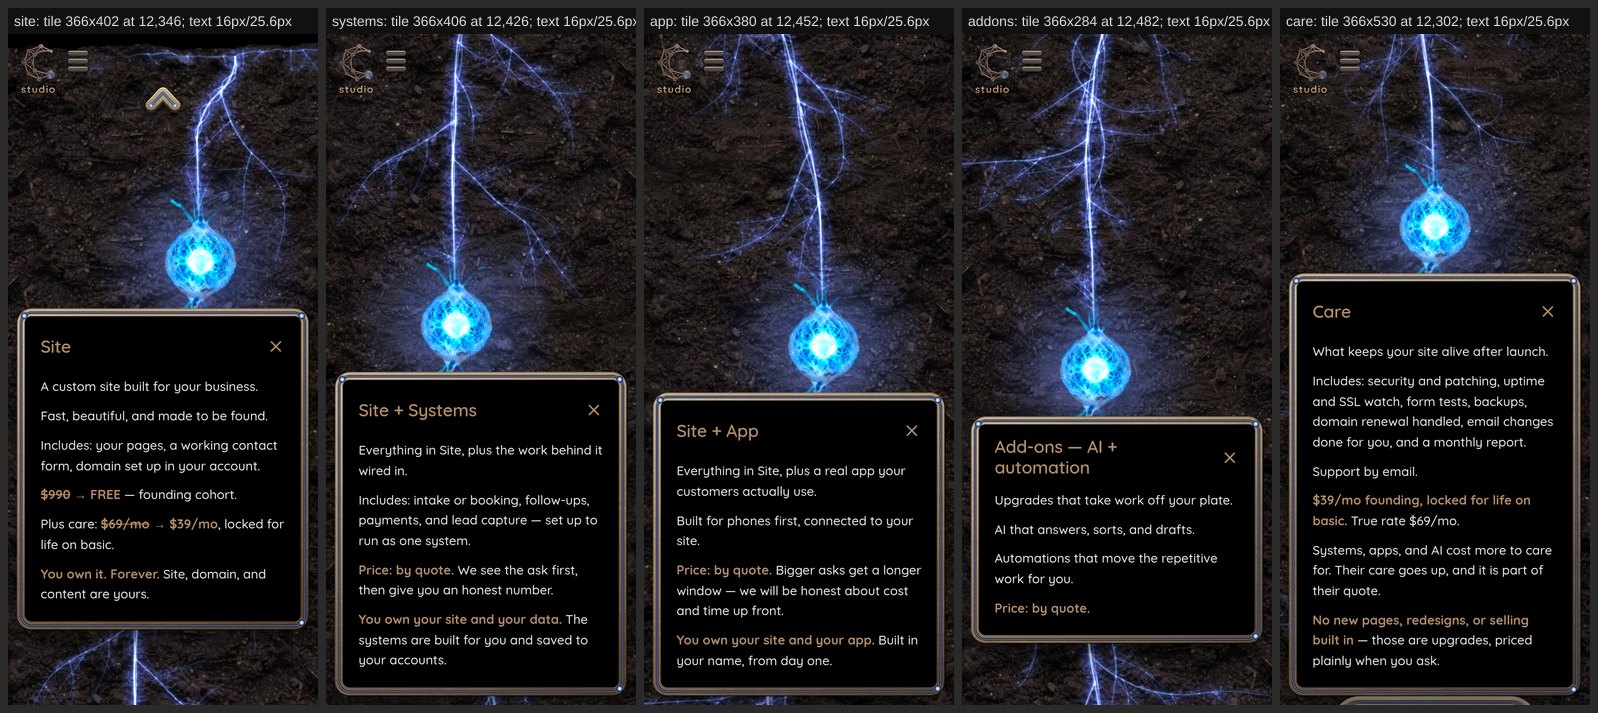 site: tile 366x402 at 12,346; text 16px/25.6px
studio
Site
A custom site built for your business.
Fast, beautiful, and made to be found.
Includes: your pages, a working contact
form, domain set up in your account.
$990 → FREE — founding cohort.
Plus care: $69/mo → $39/mo, locked for
life on basic.
You own it. Forever. Site, domain, and
content are yours.
systems: tile 366x406 at 12,426; text 16px/25.6px
studio
Site + Systems
Everything in Site, plus the work behind it
wired in.
Includes: intake or booking, follow-ups,
payments, and lead capture — set up to
run as one system.
Price: by quote. We see the ask first,
then give you an honest number.
You own your site and your data. The
systems are built for you and saved to
your accounts.
app: tile 366x380 at 12,452; text 16px/25.6px
studio
Site + App
Everything in Site, plus a real app your
customers actually use.
Built for phones first, connected to your
site.
Price: by quote. Bigger asks get a longer
window — we will be honest about cost
and time up front.
You own your site and your app. Built in
your name, from day one.
addons: tile 366x284 at 12,482; text 16px/25.6px
studio
Add-ons — AI +
automation
Upgrades that take work off your plate.
AI that answers, sorts, and drafts.
Automations that move the repetitive
work for you.
Price: by quote.
care: tile 366x530 at 12,302; text 16px/25.6px
studio
Care
What keeps your site alive after launch.
Includes: security and patching, uptime
and SSL watch, form tests, backups,
domain renewal handled, email changes
done for you, and a monthly report.
Support by email.
$39/mo founding, locked for life on
basic. True rate $69/mo.
Systems, apps, and AI cost more to care
for. Their care goes up, and it is part of
their quote.
No new pages, redesigns, or selling
built in — those are upgrades, priced
plainly when you ask.